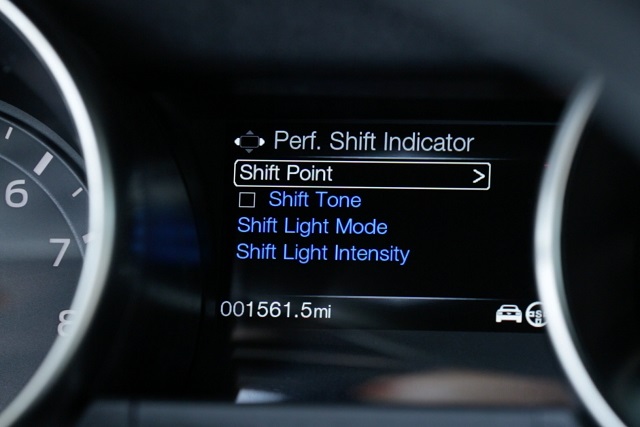 Perf. Shift Indicator
Shift Point >
Shift Tone
Shift Light Mode
Shift Light Intensity
001561.5mi
6
7
8